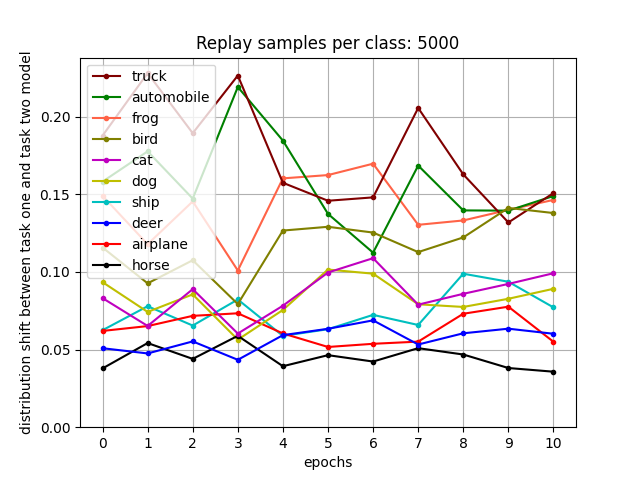 Replay samples per class: 5000
distribution shift between task one and task two model
0.20
0.15
0.10
0.05
0.00
truck
automobile
frog
bird
cat
dog
ship
deer
airplane
horse
0 1 2 3 4 5 6 7 8 9 10
epochs